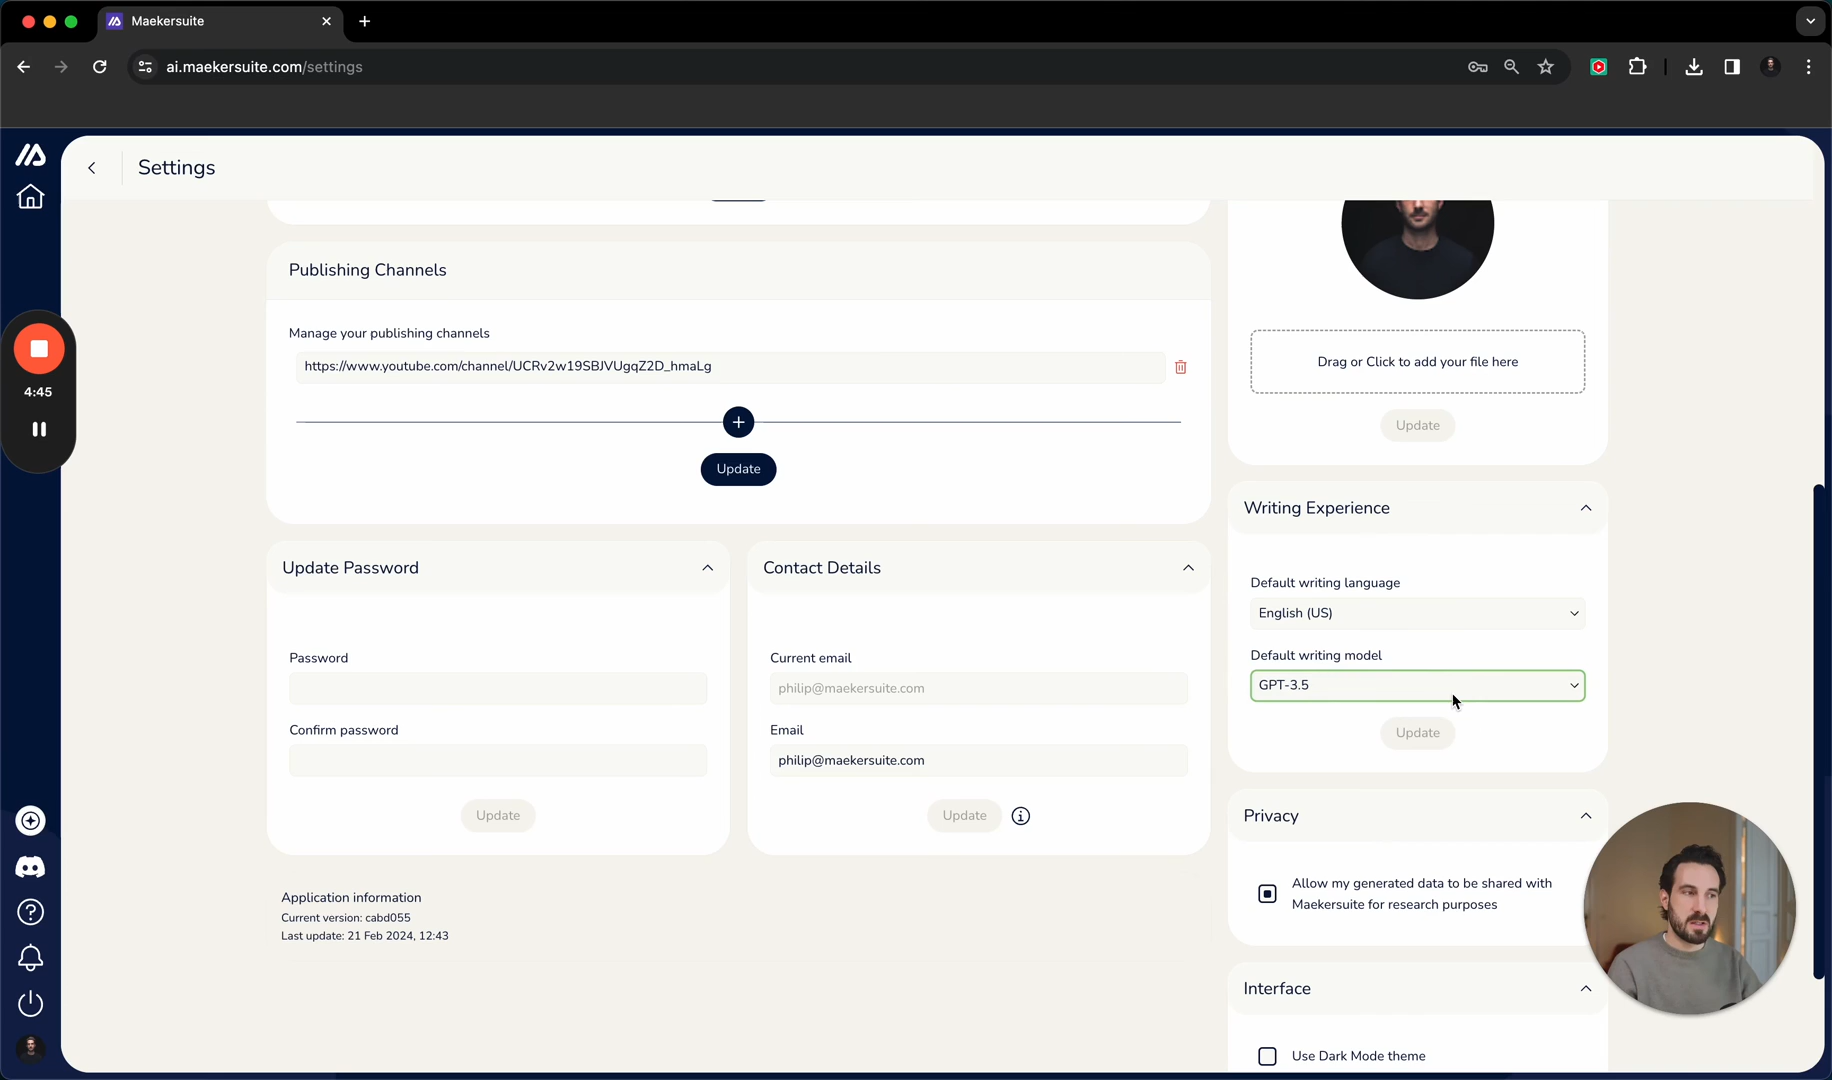 Maekersuite
ai.maekersuite.com/settings
Settings
Publishing Channels
Manage your publishing channels
https://www.youtube.com/channel/UCRv2w19SBJVUgqZ2D_hmaLg
Update
Drag or Click to add your file here
Update
4:45
Update Password
Password
Confirm password
Update
Contact Details
Current email
philip@maekersuite.com
Email
philip@maekersuite.com
Update
Writing Experience
Default writing language
English (US)
Default writing model
GPT-3.5
Update
Privacy
Allow my generated data to be shared with
Maekersuite for research purposes
Interface
Use Dark Mode theme
Application information
Current version: cabd055
Last update: 21 Feb 2024, 12:43